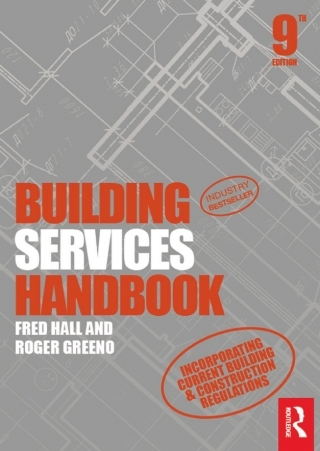 9TH
EDITION
INDUSTRY
BESTSELLER
BUILDING
SERVICES
HANDBOOK
FRED HALL AND
ROGER GREENO
INCORPORATING
CURRENT BUILDING
& CONSTRUCTION
REGULATIONS
ROUTLEDGE